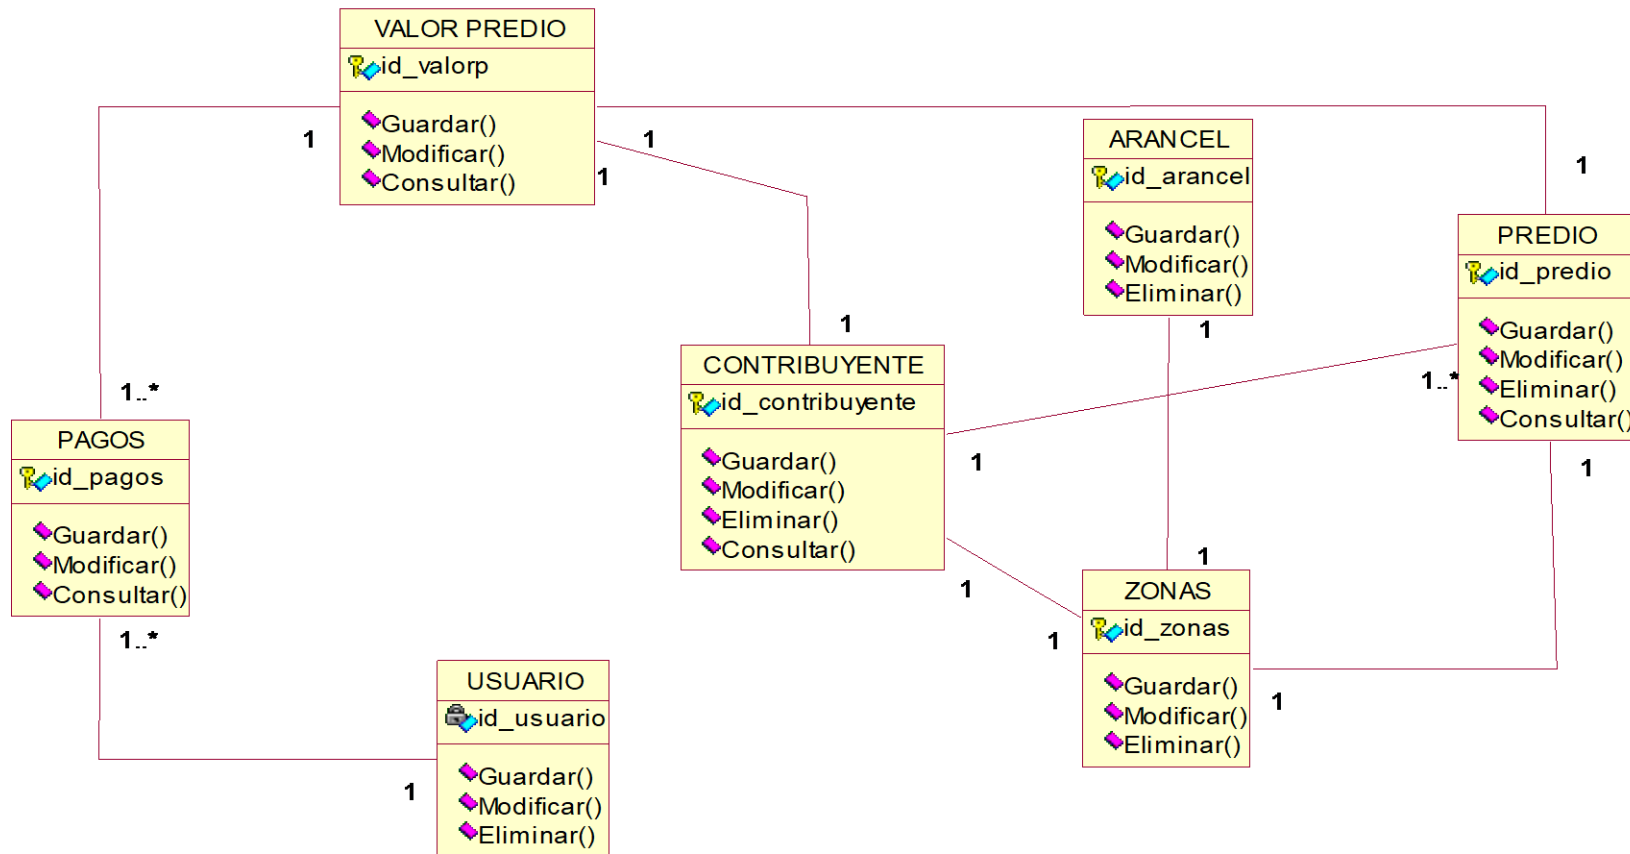 VALOR PREDIO
id_valorp
Guardar()
Modificar()
Consultar()
1
1
1
ARANCEL
id_arancel
Guardar()
Modificar()
Eliminar()
1
1
PREDIO
id_predio
Guardar()
Modificar()
Eliminar()
Consultar()
1..*
1
1
CONTRIBUYENTE
id_contribuyente
Guardar()
Modificar()
Eliminar()
Consultar()
1
1
1..*
PAGOS
id_pagos
Guardar()
Modificar()
Consultar()
1..*
1
1
ZONAS
id_zonas
Guardar()
Modificar()
Eliminar()
1
USUARIO
id_usuario
Guardar()
Modificar()
Eliminar()
1